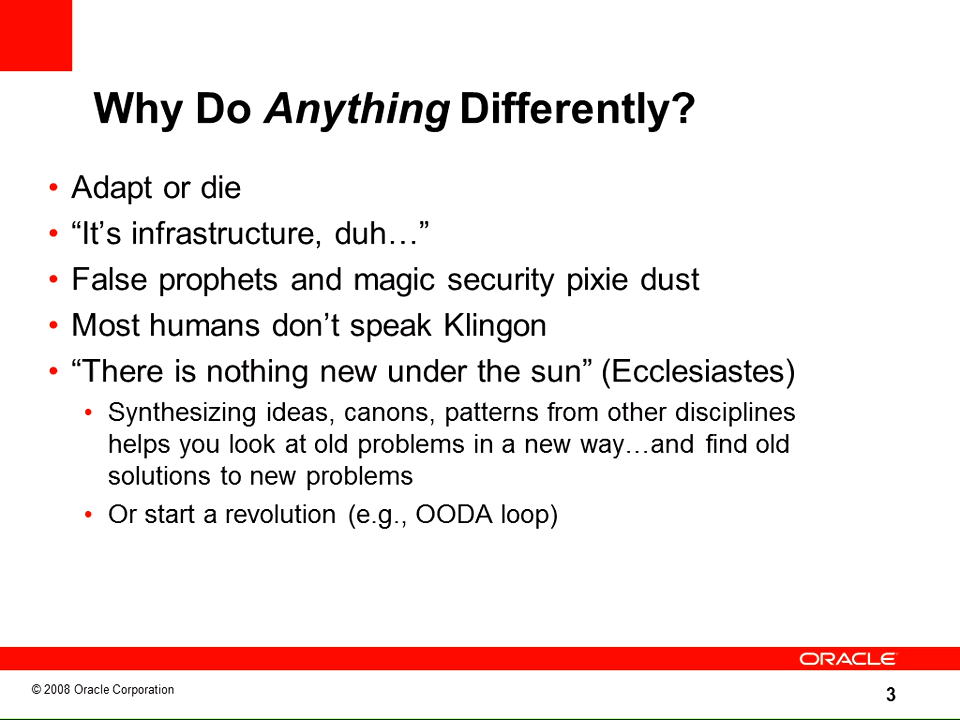 Why Do Anything Differently?
• Adapt or die
• “It’s infrastructure, duh…”
• False prophets and magic security pixie dust
• Most humans don’t speak Klingon
• “There is nothing new under the sun” (Ecclesiastes)
• Synthesizing ideas, canons, patterns from other disciplines
helps you look at old problems in a new way…and find old
solutions to new problems
• Or start a revolution (e.g., OODA loop)
ORACLE
© 2008 Oracle Corporation
3